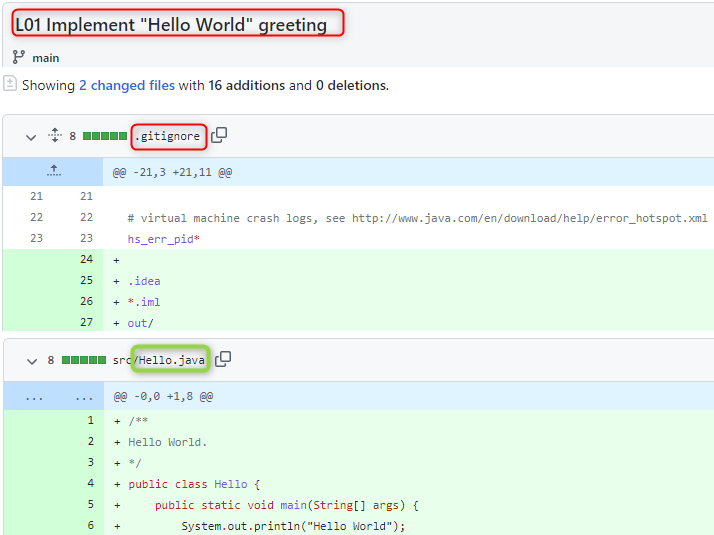 L01 Implement "Hello World" greeting
main
Showing 2 changed files with 16 additions and 0 deletions.
8 .gitignore
@@ -21,3 +21,11 @@
21 21
22 22 # virtual machine crash logs, see http://www.java.com/en/download/help/error_hotspot.xml
23 23 hs_err_pid*
24 +
25 + .idea
26 + *.iml
27 + out/
8 src/Hello.java
... ... @@ -0,0 +1,8 @@
1 + /**
2 + Hello World.
3 + */
4 + public class Hello {
5 + public static void main(String[] args) {
6 + System.out.println("Hello World");